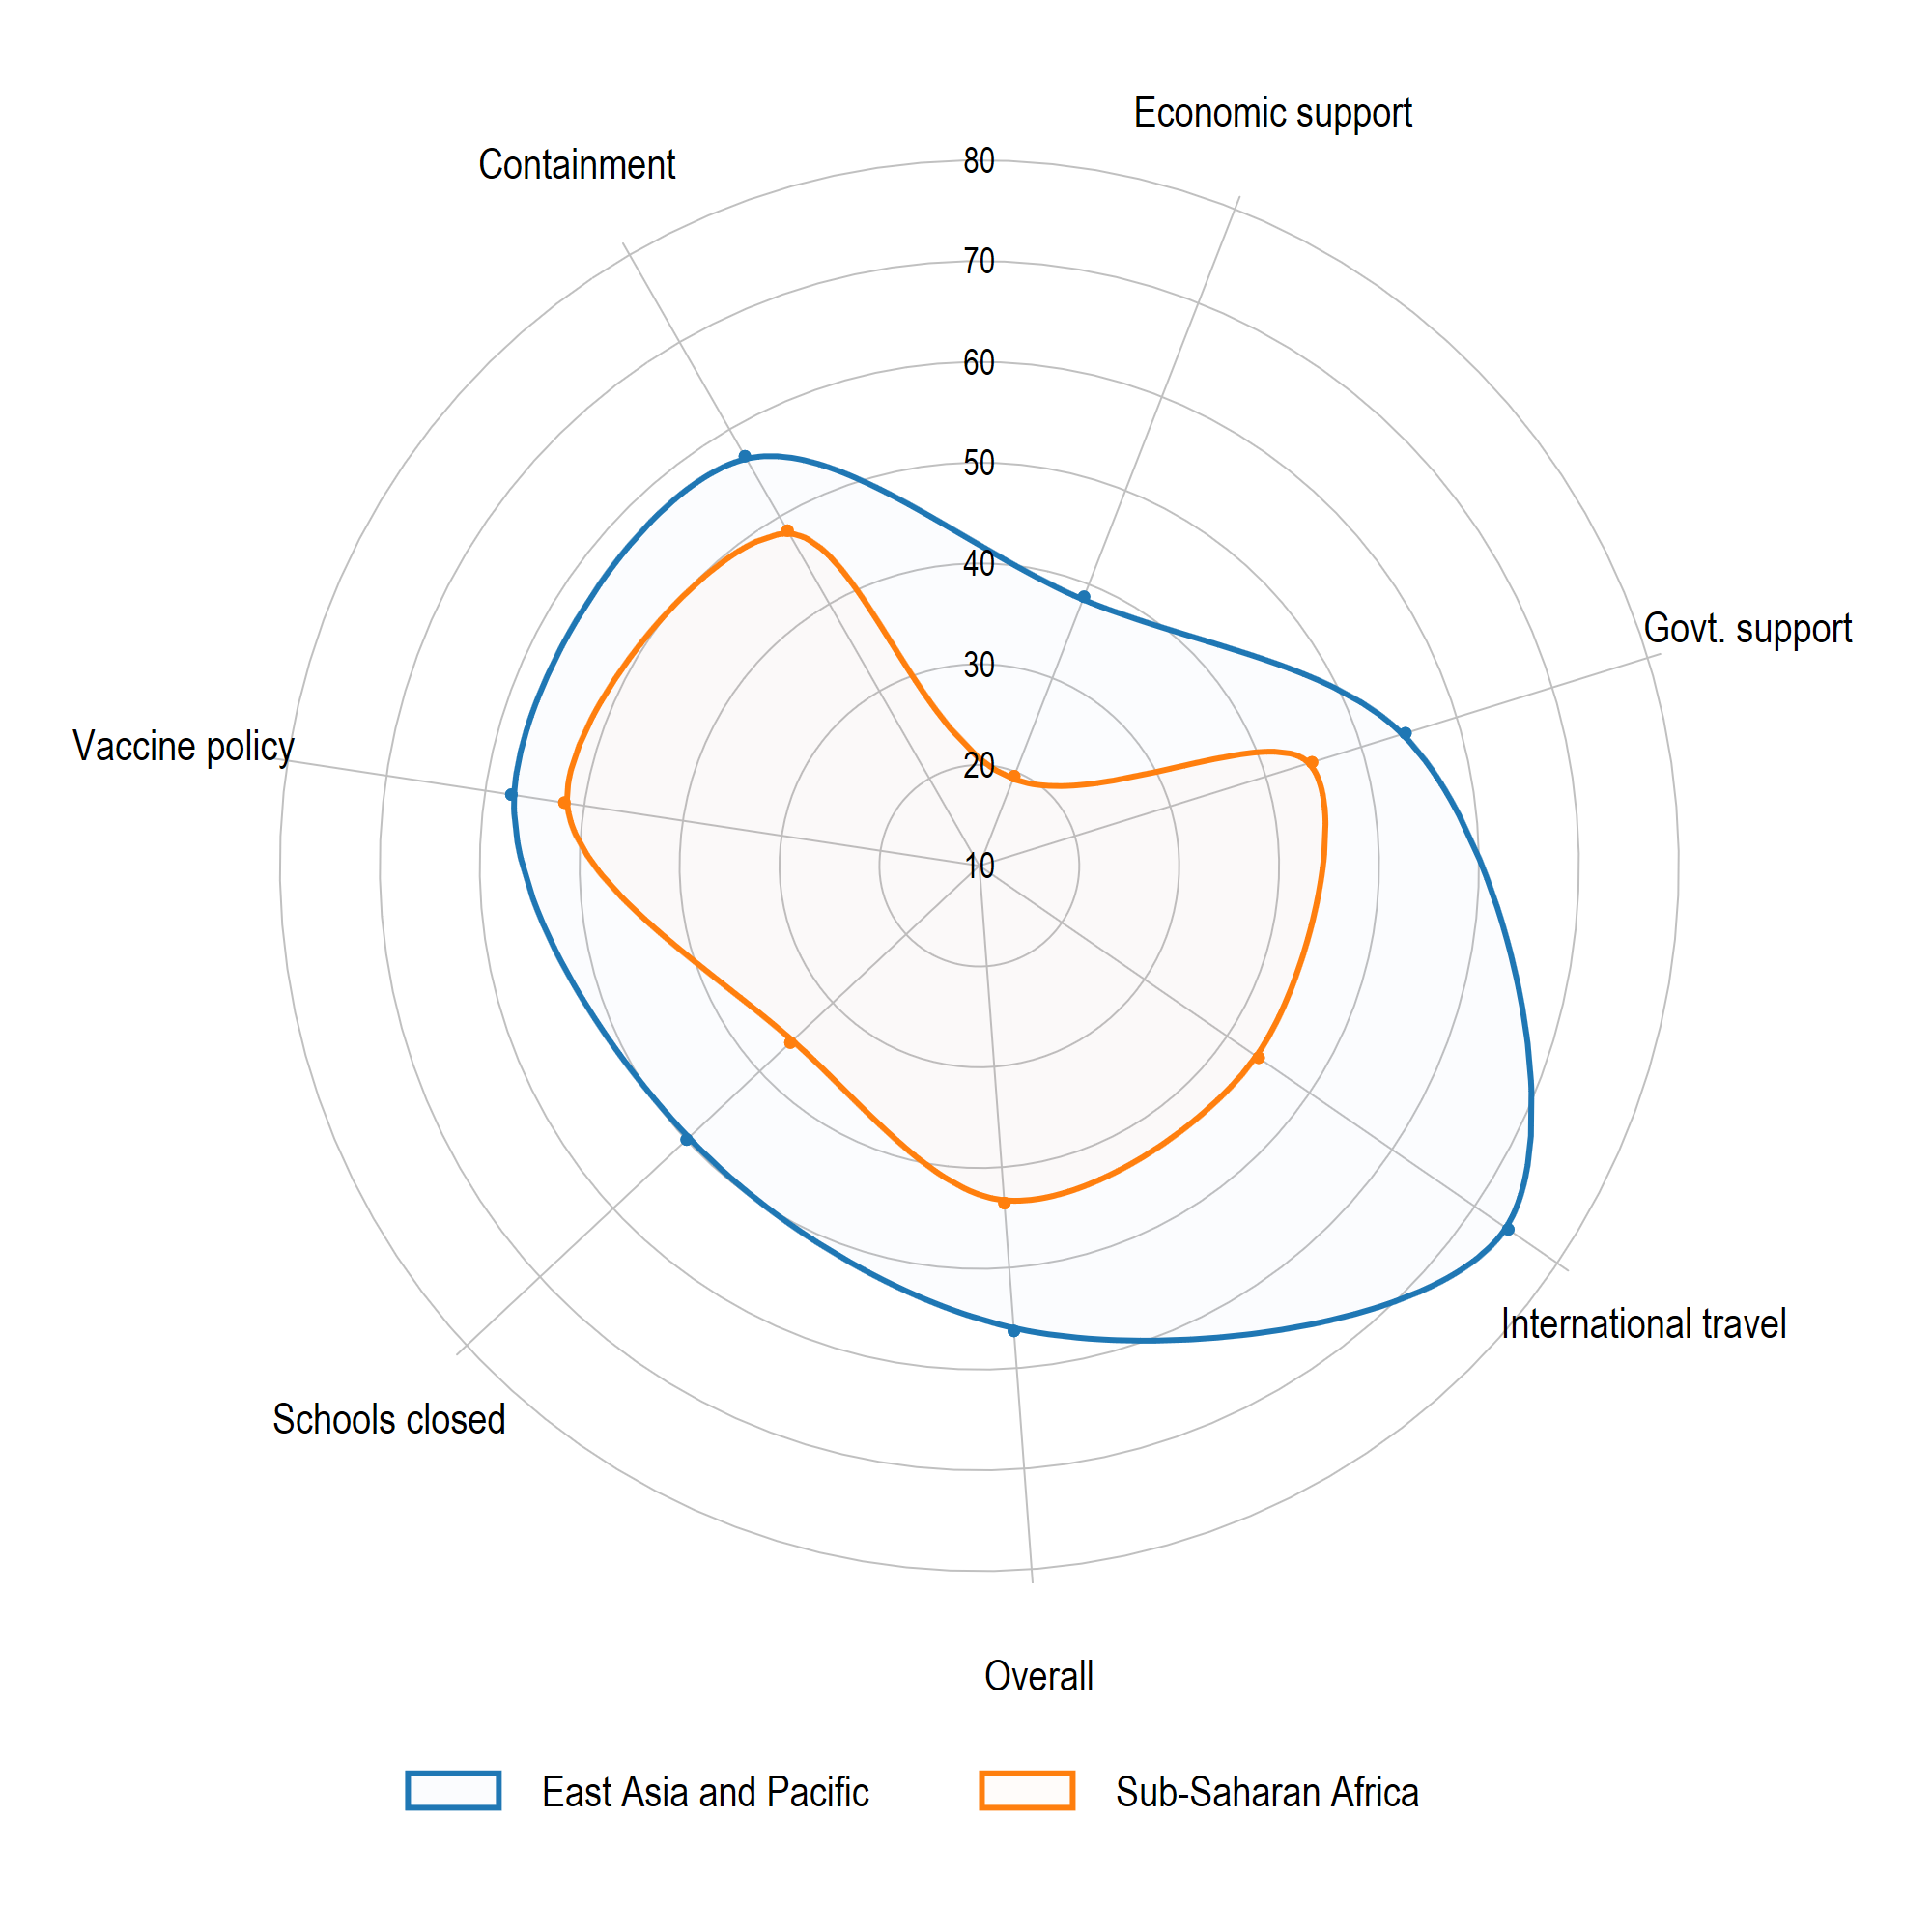 Economic support
Containment
80
70
60
50
40
30
20
10
Govt. support
Vaccine policy
International travel
Schools closed
Overall
East Asia and Pacific
Sub-Saharan Africa